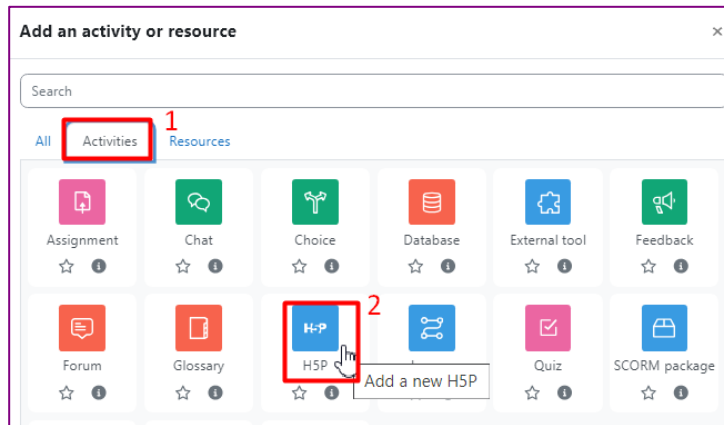 Add an activity or resource
×
Search
1
All Activities Resources
Assignment Chat Choice Database External tool Feedback
2
H-P
Forum Glossary H5P Quiz SCORM package
Add a new H5P